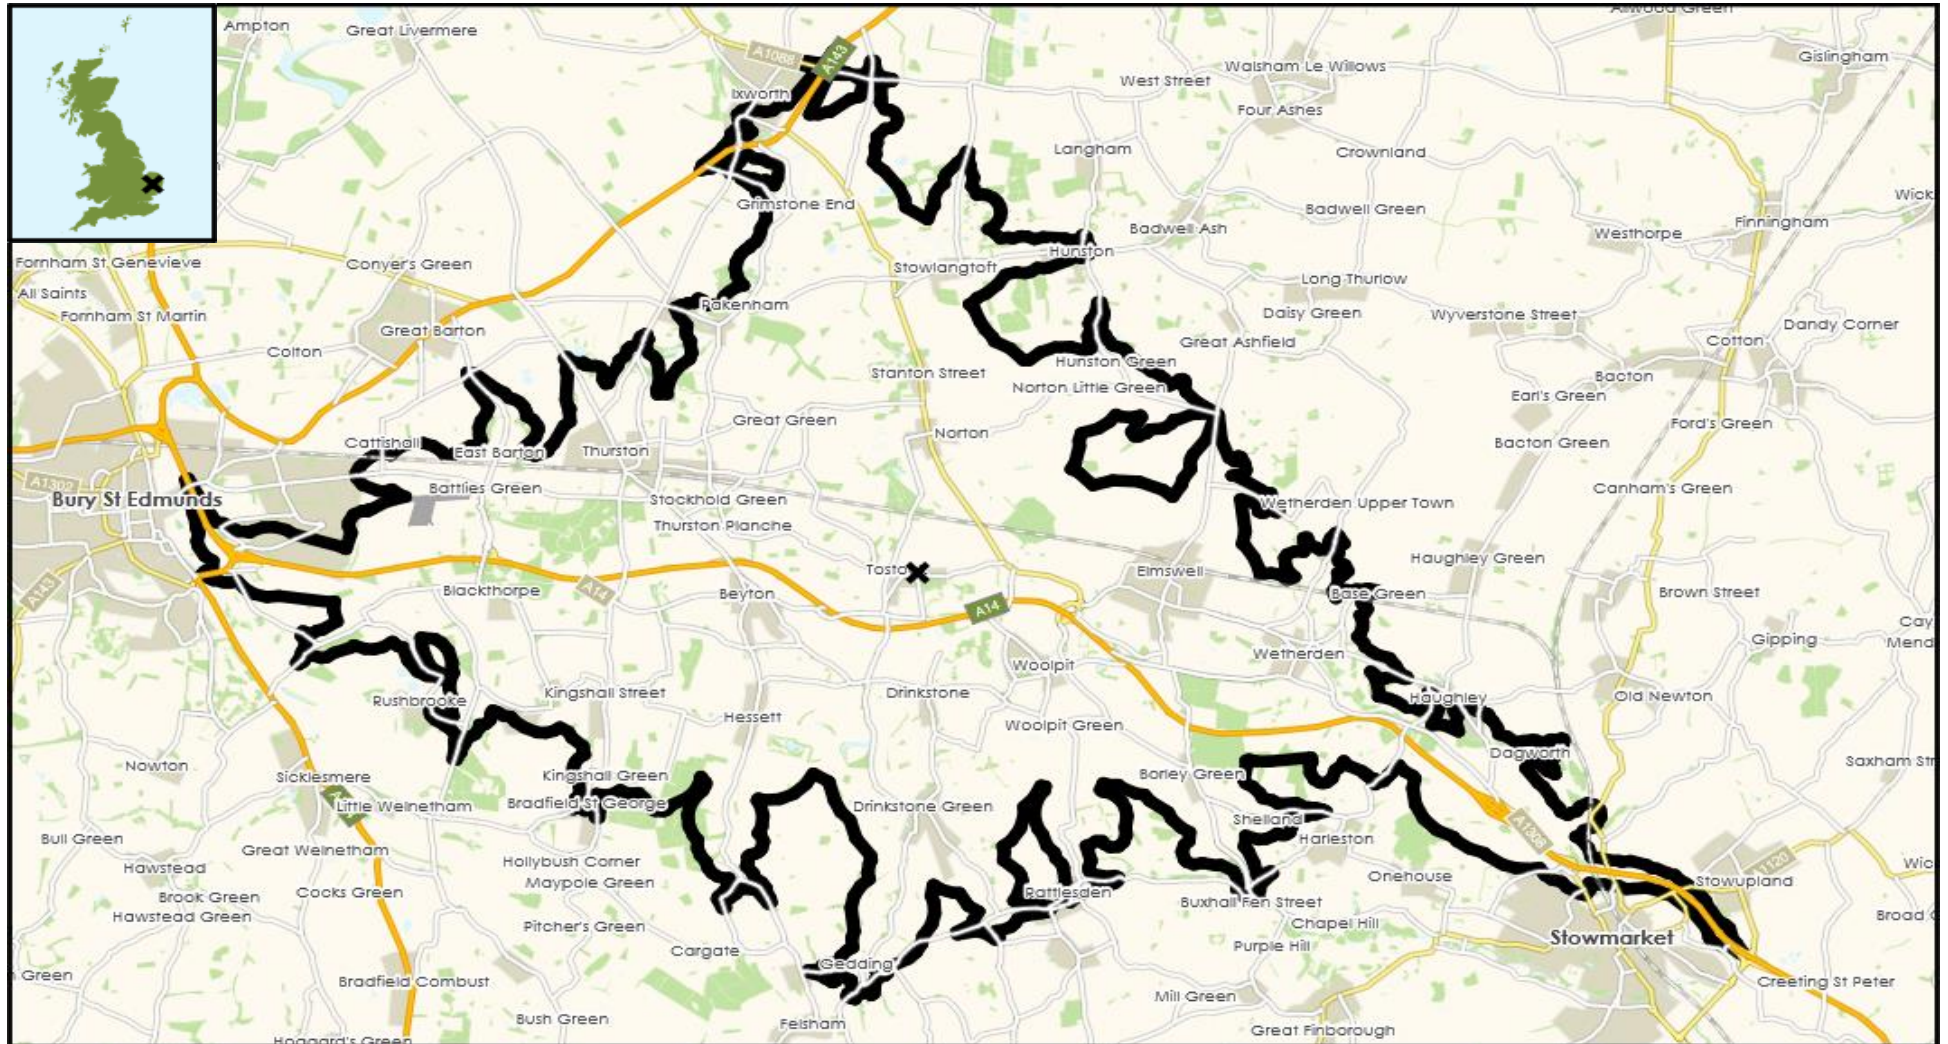 Ampton
Great Livermere
Ixworth
A1088
A143
West Street
Walsham Le Willows
Four Ashes
Gislingham
Langham
Crownland
Grimstone End
Badwell Green
Badwell Ash
Westhorpe
Finningham
Fornham St Genevieve
Conyer's Green
Stowlangtoft
Hunston
Long Thurlow
All Saints
Fornham St Martin
Pakenham
Daisy Green
Wyverstone Street
Dandy Corner
Great Barton
Colton
Great Ashfield
Cotton
Hunston Green
Stanton Street
Norton Little Green
Bacton
Earl's Green
Great Green
Ford's Green
Norton
Cattishall
East Barton
Thurston
Bacton Green
A1302
Bury St Edmunds
Battlies Green
Stockhold Green
Wetherden Upper Town
Canham's Green
Thurston Planche
Haughley Green
Tosto
Elmswell
A143
Blackthorpe
A14
Beyton
A14
Base Green
Brown Street
Gipping
Wetherden
Woolpit
Rushbrooke
Kingshall Street
Drinkstone
Haughley
Old Newton
Hessett
Woolpit Green
Dagworth
Nowton
Sicklesmere
Kingshall Green
Borley Green
Little Welnetham
Bradfield St George
Drinkstone Green
Shelland
A1308
Bull Green
Great Welnetham
Harleston
Hawstead
Hollybush Corner
Onehouse
1120
Stowupland
Brook Green
Cocks Green
Maypole Green
Rattlesden
Buxhall Fen Street
Hawstead Green
Pitcher's Green
Chapel Hill
Stowmarket
Cargate
Purple Hill
Gedding
Green
Bradfield Combust
Mill Green
Creeting St Peter
Bush Green
Felsham
Great Finborough
Hoggard's Green